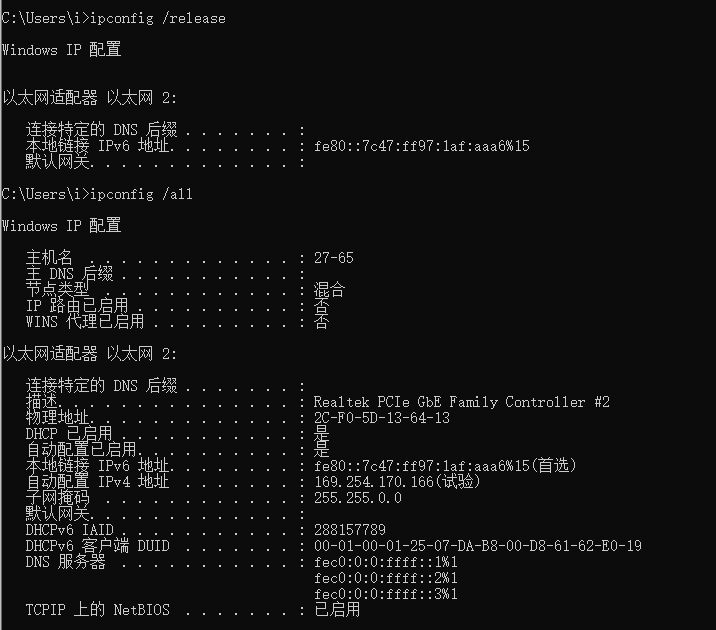 C:\Users\i>ipconfig /release
Windows IP 配置
以太网适配器 以太网 2:
连接特定的 DNS 后缀 . . . . . . . :
本地链接 IPv6 地址. . . . . . . . : fe80::7c47:ff97:1af:aaa6%15
默认网关. . . . . . . . . . . . . :
C:\Users\i>ipconfig /all
Windows IP 配置
主机名  . . . . . . . . . . . . . : 27-65
主 DNS 后缀 . . . . . . . . . . . :
节点类型  . . . . . . . . . . . . : 混合
IP 路由已启用 . . . . . . . . . . : 否
WINS 代理已启用 . . . . . . . . . : 否
以太网适配器 以太网 2:
连接特定的 DNS 后缀 . . . . . . . :
描述. . . . . . . . . . . . . . . : Realtek PCIe GbE Family Controller #2
物理地址. . . . . . . . . . . . . : 2C-F0-5D-13-64-13
DHCP 已启用 . . . . . . . . . . . : 是
自动配置已启用. . . . . . . . . . : 是
本地链接 IPv6 地址. . . . . . . . : fe80::7c47:ff97:1af:aaa6%15(首选)
自动配置 IPv4 地址  . . . . . . . : 169.254.170.166(试验)
子网掩码  . . . . . . . . . . . . : 255.255.0.0
默认网关. . . . . . . . . . . . . :
DHCPv6 IAID . . . . . . . . . . . : 288157789
DHCPv6 客户端 DUID  . . . . . . . : 00-01-00-01-25-07-DA-B8-00-D8-61-62-E0-19
DNS 服务器  . . . . . . . . . . . : fec0:0:0:ffff::1%1
fec0:0:0:ffff::2%1
fec0:0:0:ffff::3%1
TCPIP 上的 NetBIOS  . . . . . . . : 已启用